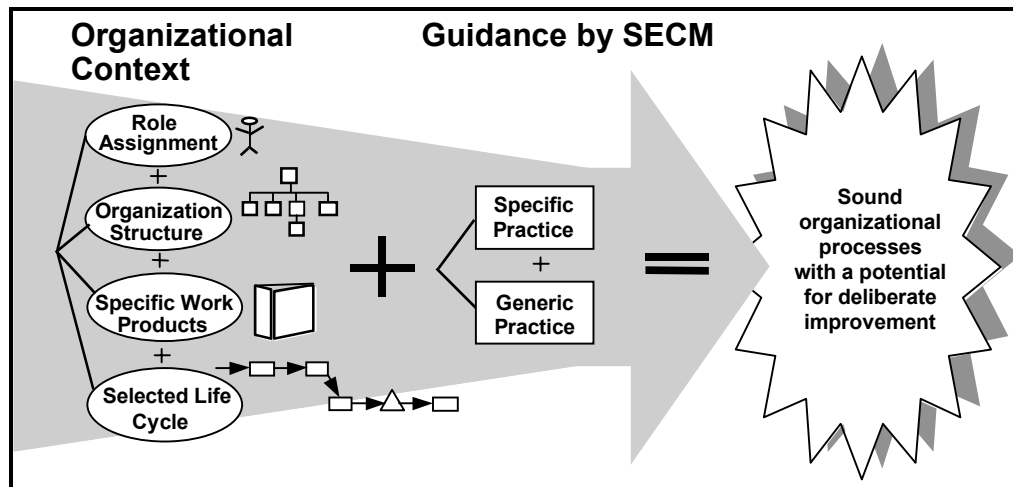 Organizational
Context
Guidance by SECM
Role
Assignment
+
Organization
Structure
+
Specific Work
Products
+
Selected Life
Cycle
+
Specific
Practice
+
Generic
Practice
=
Sound
organizational
processes
with a potential
for deliberate
improvement